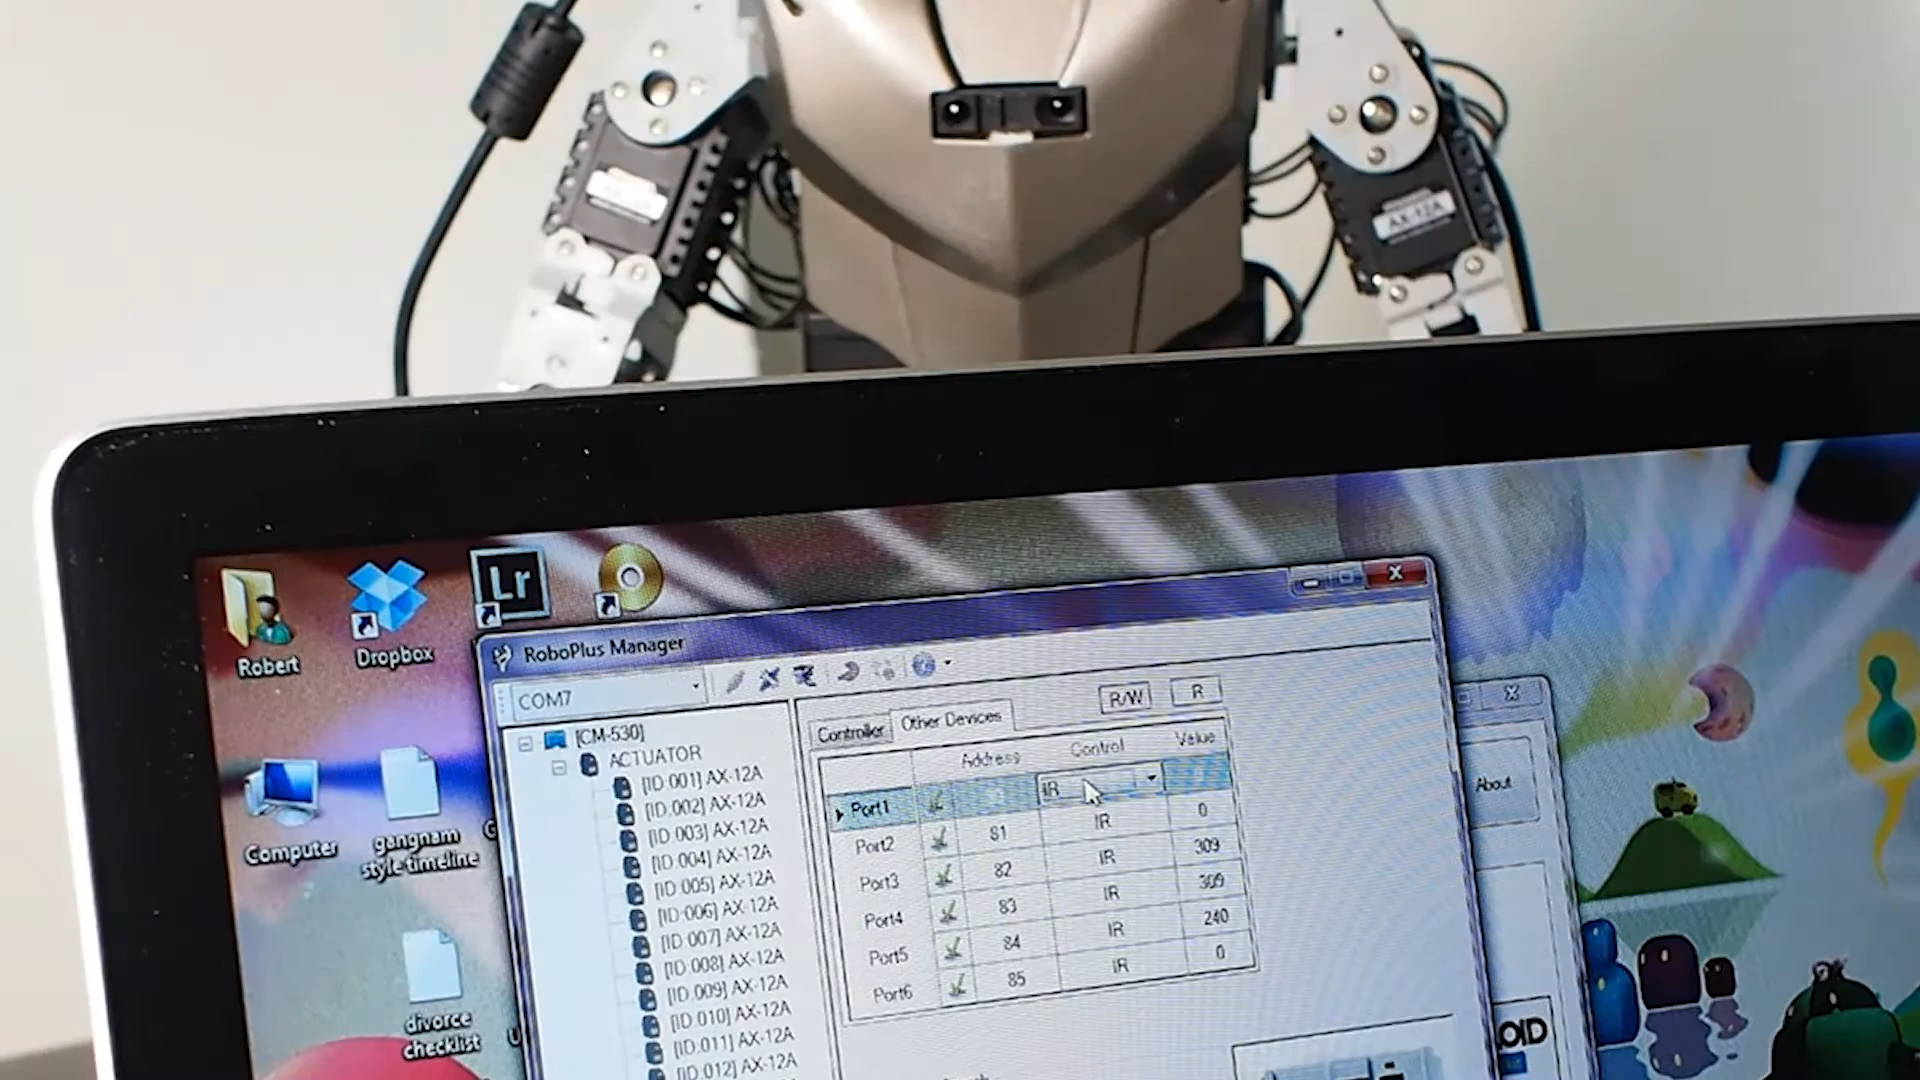 AX-12A
Lr
Robert
Dropbox
Computer
gangnam
style timeline
divorce
checklist
RoboPlus Manager
COM7
[CM-530]
ACTUATOR
[ID:001] AX-12A
[ID:002] AX-12A
[ID:003] AX-12A
[ID:004] AX-12A
[ID:005] AX-12A
[ID:006] AX-12A
[ID:007] AX-12A
[ID:008] AX-12A
[ID:009] AX-12A
[ID:010] AX-12A
[ID:011] AX-12A
[ID:012] AX-12A
R/W R
Controller Other Devices
Address Control Value
Port1 IR
Port2 81 IR 0
Port3 82 IR 309
Port4 83 IR 309
Port5 84 IR 240
Port6 85 IR 0
About
OID